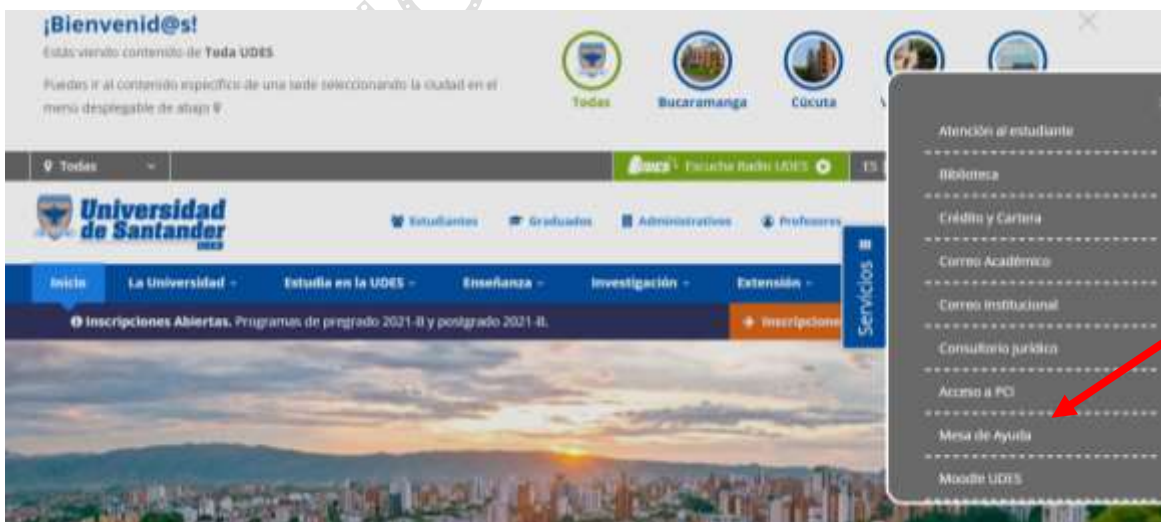 ¡Bienvenid@s!
Estás viendo contenido de Toda UDES
Puedes ir al contenido específico de una sede seleccionando la ciudad en el
menú desplegable de abajo
Todas
Bucaramanga
Cúcuta
Todas
UDES Escucha Radio UDES
ES
Universidad
de Santander
UDES
Estudiantes
Graduados
Administrativos
Profesores
Inicio
La Universidad
Estudia en la UDES
Enseñanza
Investigación
Extensión
Inscripciones Abiertas. Programas de pregrado 2021-B y postgrado 2021-B.
Inscripcione
Servicios
Atención al estudiante
Biblioteca
Crédito y Cartera
Correo Académico
Correo Institucional
Consultorio Jurídico
Acceso a PCI
Mesa de Ayuda
Moodle UDES